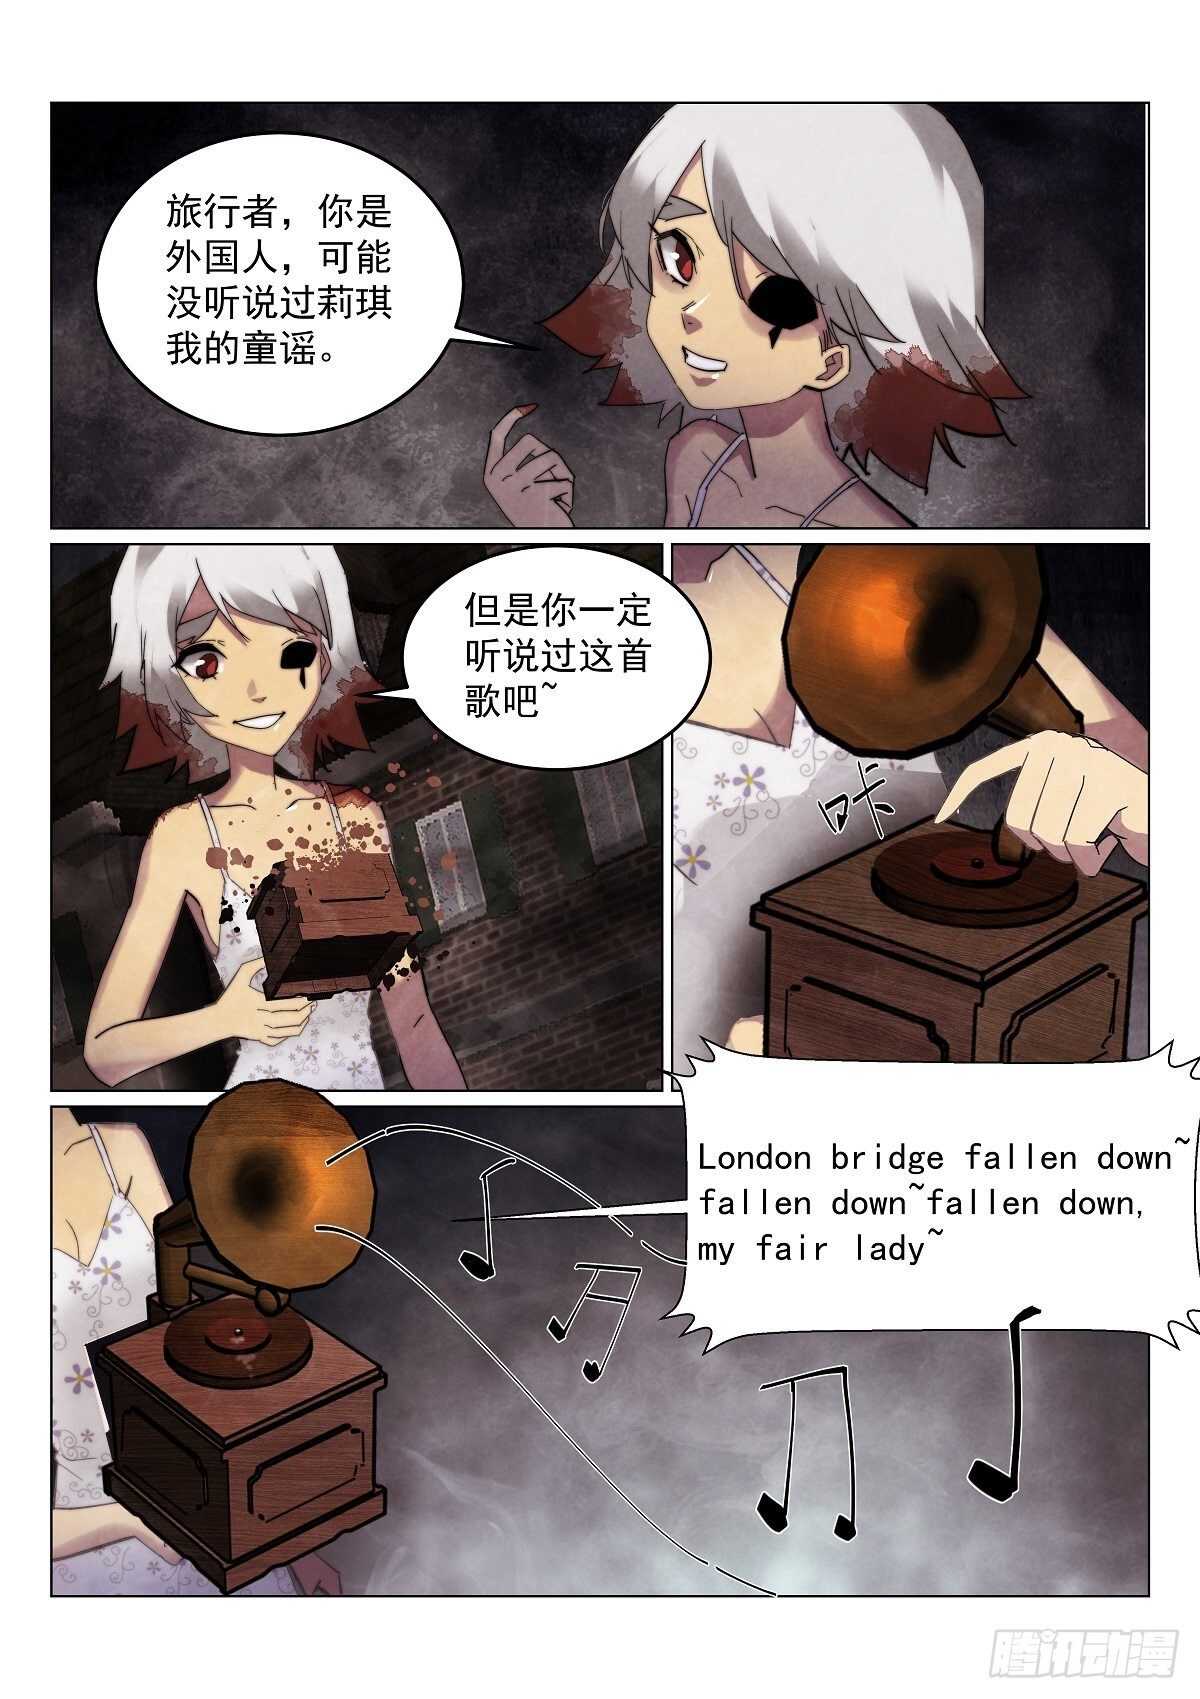 旅行者，你是
外国人，可能
没听说过莉琪
我的童谣。
但是你一定
听说过这首
歌吧~
咔
London bridge fallen down~
fallen down~fallen down,
my fair lady~
腾讯动漫